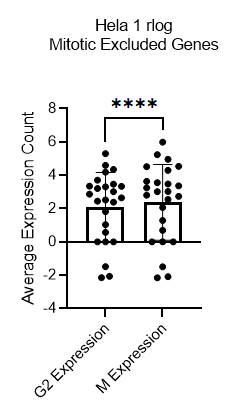 Hela 1 rlog
Mitotic Excluded Genes
****
Average Expression Count
8
6
4
2
0
-2
-4
G2 Expression
M Expression